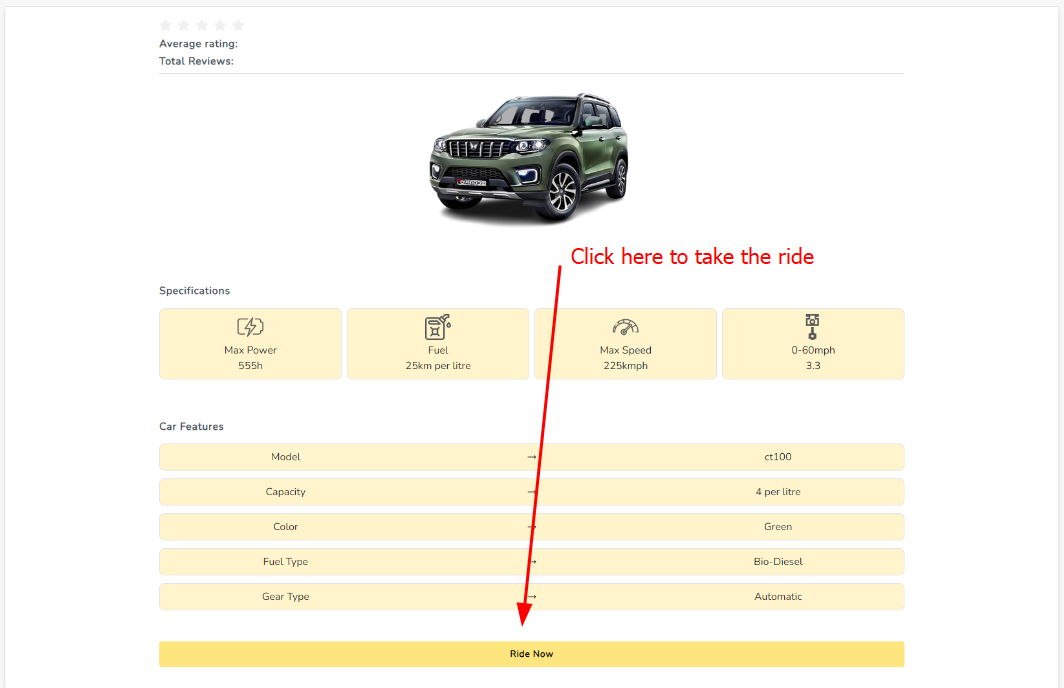 Average rating:
Total Reviews:
Click here to take the ride
Specifications
Max Power
555h
Fuel
25km per litre
Max Speed
225kmph
0-60mph
3.3
Car Features
Model → ct100
Capacity → 4 per litre
Color → Green
Fuel Type → Bio-Diesel
Gear Type → Automatic
Ride Now